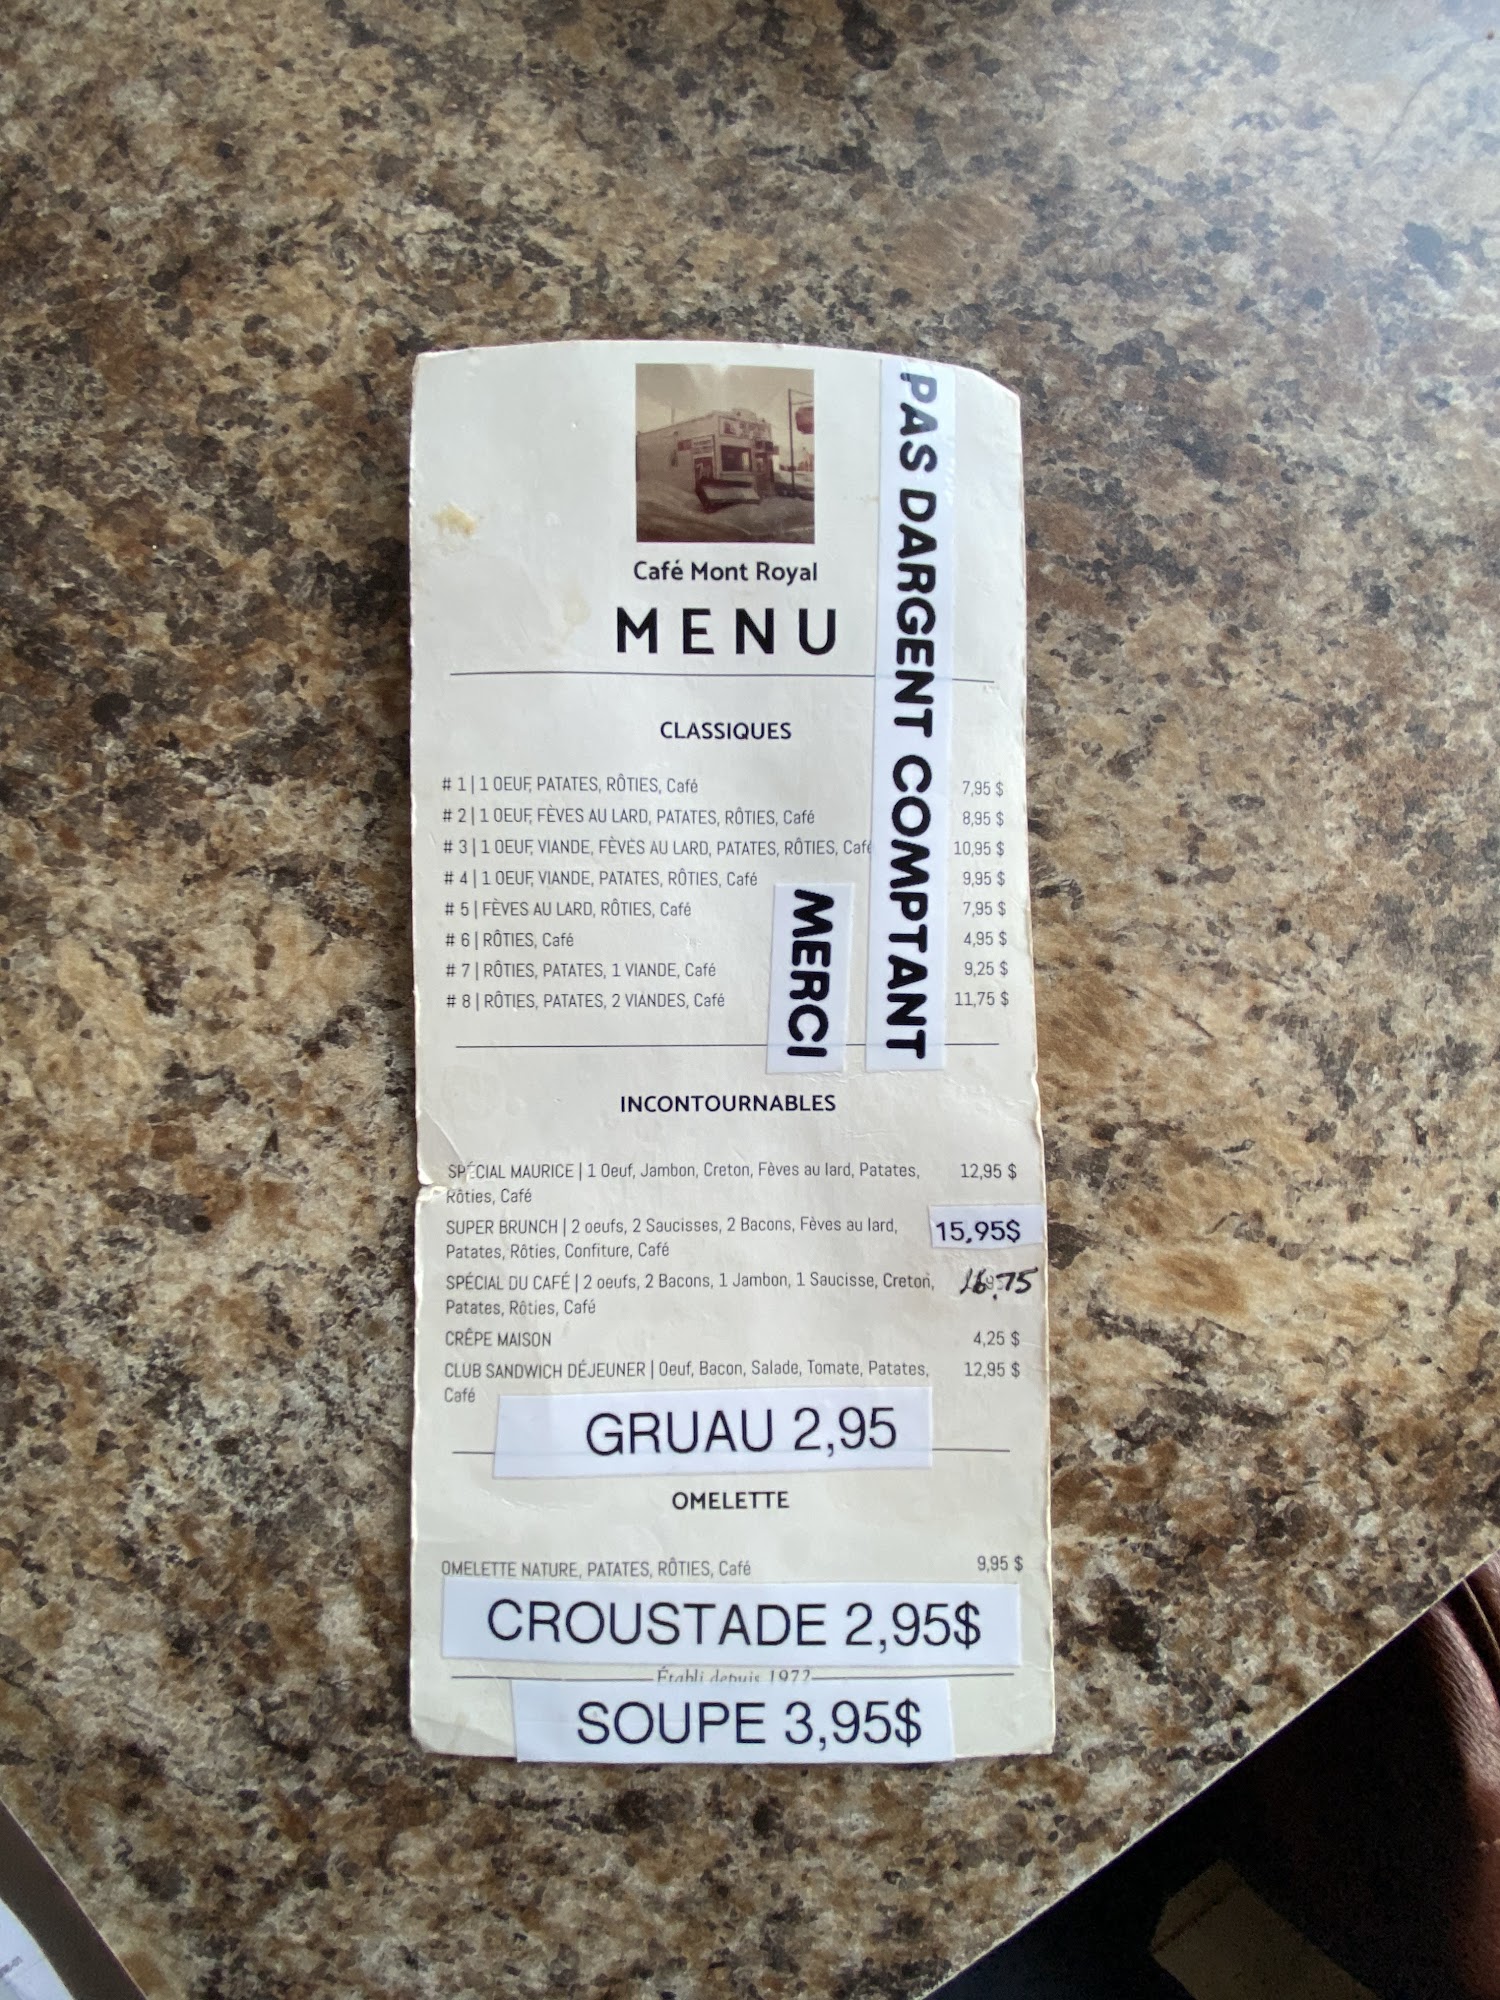 Café Mont Royal
MENU
PAS DARGENT COMPTANT
MERCI
CLASSIQUES
# 1 | 1 OEUF, PATATES, RÔTIES, Café 7,95 $
# 2 | 1 OEUF, FÈVES AU LARD, PATATES, RÔTIES, Café 8,95 $
# 3 | 1 OEUF, VIANDE, FÈVES AU LARD, PATATES, RÔTIES, Café 10,95 $
# 4 | 1 OEUF, VIANDE, PATATES, RÔTIES, Café 9,95 $
# 5 | FÈVES AU LARD, RÔTIES, Café 7,95 $
# 6 | RÔTIES, Café 4,95 $
# 7 | RÔTIES, PATATES, 1 VIANDE, Café 9,25 $
# 8 | RÔTIES, PATATES, 2 VIANDES, Café 11,75 $
INCONTOURNABLES
SPÉCIAL MAURICE | 1 Oeuf, Jambon, Creton, Fèves au lard, Patates, 12,95 $
Rôties, Café
SUPER BRUNCH | 2 oeufs, 2 Saucisses, 2 Bacons, Fèves au lard, 15,95$
Patates, Rôties, Confiture, Café
SPÉCIAL DU CAFÉ | 2 oeufs, 2 Bacons, 1 Jambon, 1 Saucisse, Creton, 16.75
Patates, Rôties, Café
CRÊPE MAISON 4,25 $
CLUB SANDWICH DÉJEUNER | Oeuf, Bacon, Salade, Tomate, Patates, 12,95 $
Café
GRUAU 2,95
OMELETTE
OMELETTE NATURE, PATATES, RÔTIES, Café 9,95 $
CROUSTADE 2,95$
Établi depuis 1972
SOUPE 3,95$